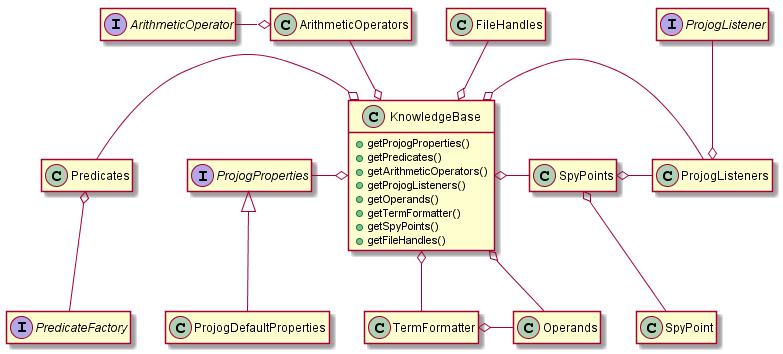 I ArithmeticOperator
C ArithmeticOperators
C FileHandles
I ProjogListener
C KnowledgeBase
getProjogProperties()
getPredicates()
getArithmeticOperators()
getProjogListeners()
getOperands()
getTermFormatter()
getSpyPoints()
getFileHandles()
C Predicates
I ProjogProperties
C SpyPoints
C ProjogListeners
I PredicateFactory
C ProjogDefaultProperties
C TermFormatter
C Operands
C SpyPoint